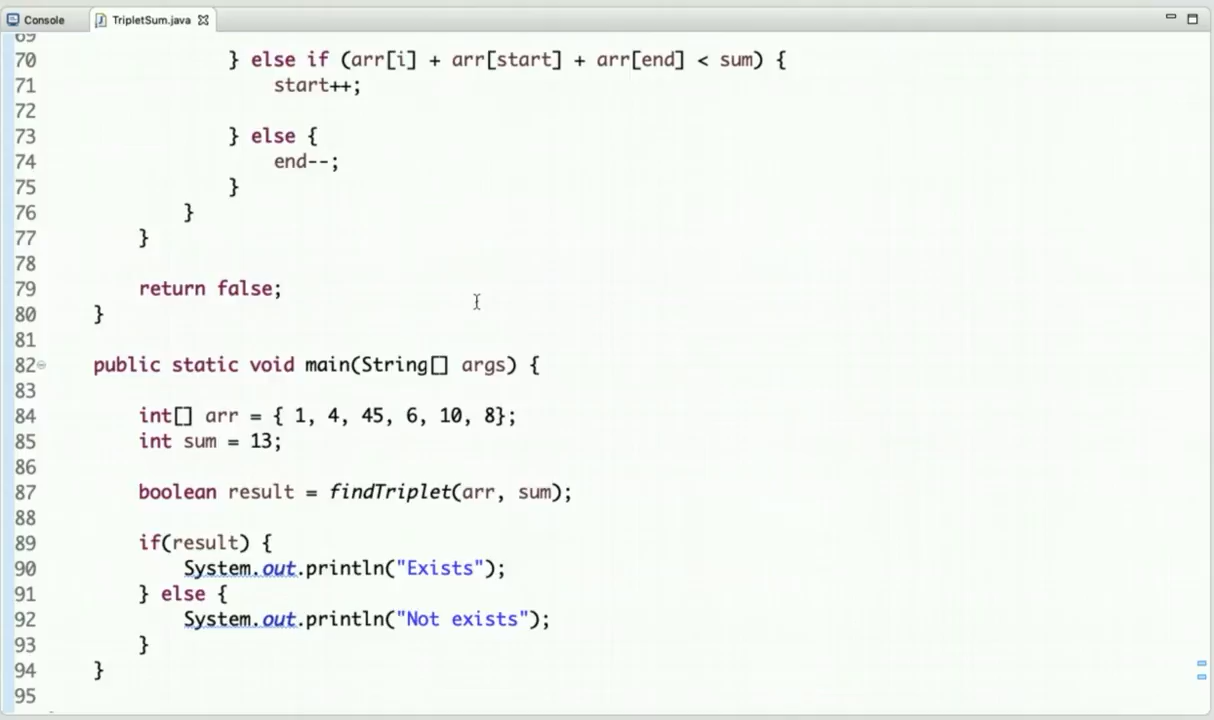 Console TripletSum.java
69
70 } else if (arr[i] + arr[start] + arr[end] < sum) {
71 start++;
72
73 } else {
74 end--;
75 }
76 }
77 }
78
79 return false;
80 }
81
82 public static void main(String[] args) {
83
84 int[] arr = { 1, 4, 45, 6, 10, 8};
85 int sum = 13;
86
87 boolean result = findTriplet(arr, sum);
88
89 if(result) {
90 System.out.println("Exists");
91 } else {
92 System.out.println("Not exists");
93 }
94 }
95